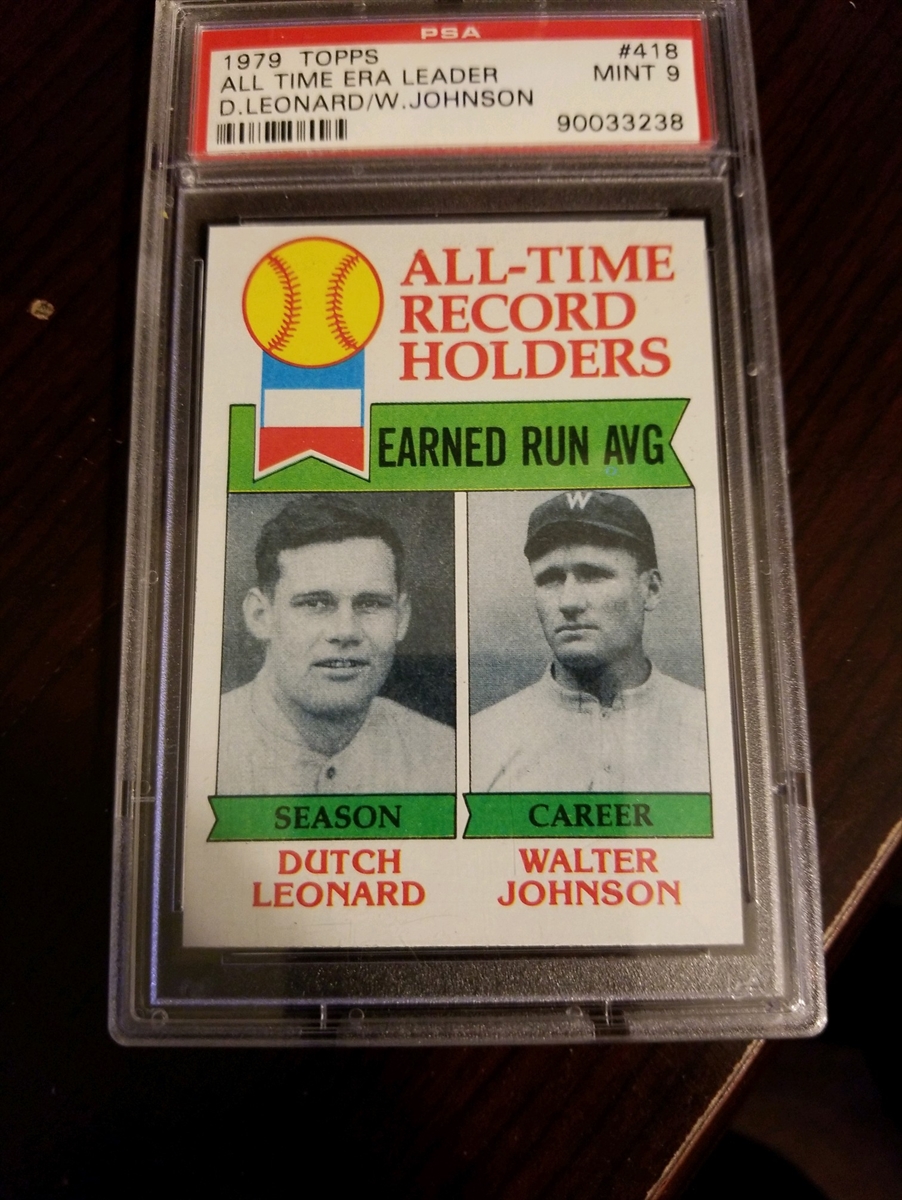 PSA
1979 TOPPS #418
ALL TIME ERA LEADER MINT 9
D.LEONARD/W.JOHNSON
90033238
ALL-TIME
RECORD
HOLDERS
EARNED RUN AVG
W
SEASON CAREER
DUTCH WALTER
LEONARD JOHNSON